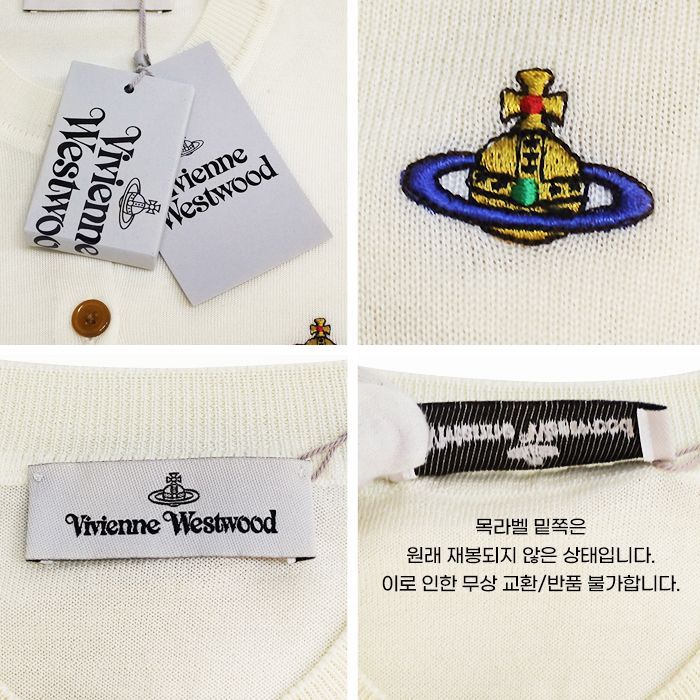 Vivienne
Westwood
Vivienne
Westwood
Vivienne Westwood
Vivienne Westwood
목라벨 밑쪽은
원래 재봉되지 않은 상태입니다.
이로 인한 무상 교환/반품 불가합니다.